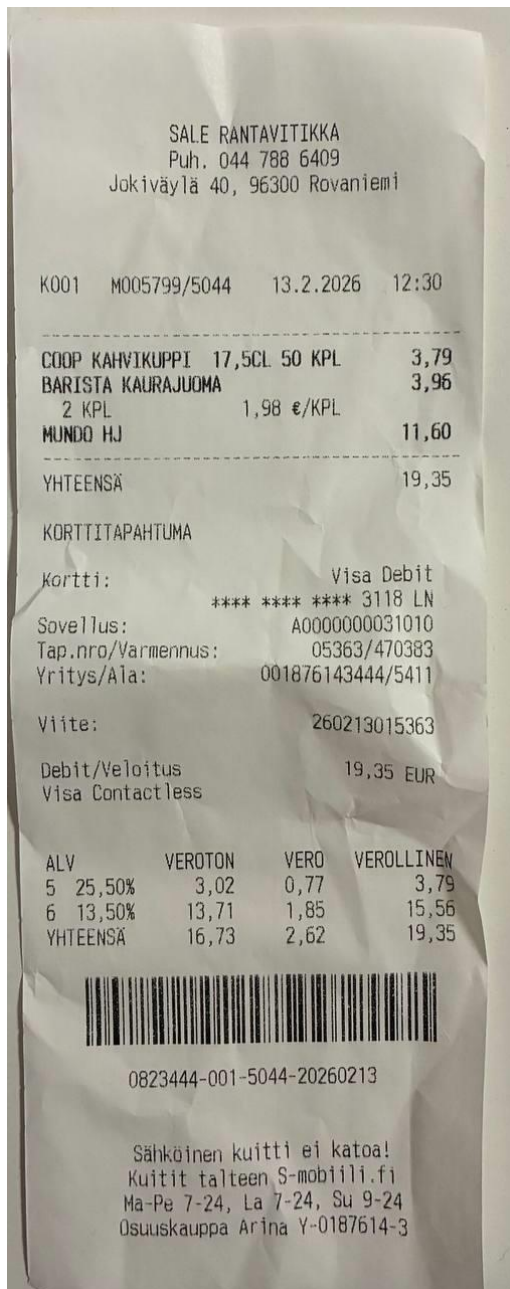 SALE RANTAVITIKKA
Puh. 044 788 6409
Jokiväylä 40, 96300 Rovaniemi
K001 M005799/5044 13.2.2026 12:30
COOP KAHVIKUPPI 17,5CL 50 KPL 3,79
BARISTA KAURAJUOMA 3,96
2 KPL 1,98 €/KPL
MUNDO HJ 11,60
YHTEENSÄ 19,35
KORTTITAPAHTUMA
Kortti: Visa Debit
**** **** **** 3118 LN
Sovellus: A0000000031010
Tap.nro/Varmennus: 05363/470383
Yritys/Ala: 001876143444/5411
Viite: 260213015363
Debit/Veloitus 19,35 EUR
Visa Contactless
ALV VEROTON VERO VEROLLINEN
5 25,50% 3,02 0,77 3,79
6 13,50% 13,71 1,85 15,56
YHTEENSÄ 16,73 2,62 19,35
0823444-001-5044-20260213
Sähköinen kuitti ei katoa!
Kuitit talteen S-mobiili.fi
Ma-Pe 7-24, La 7-24, Su 9-24
Osuuskauppa Arina Y-0187614-3